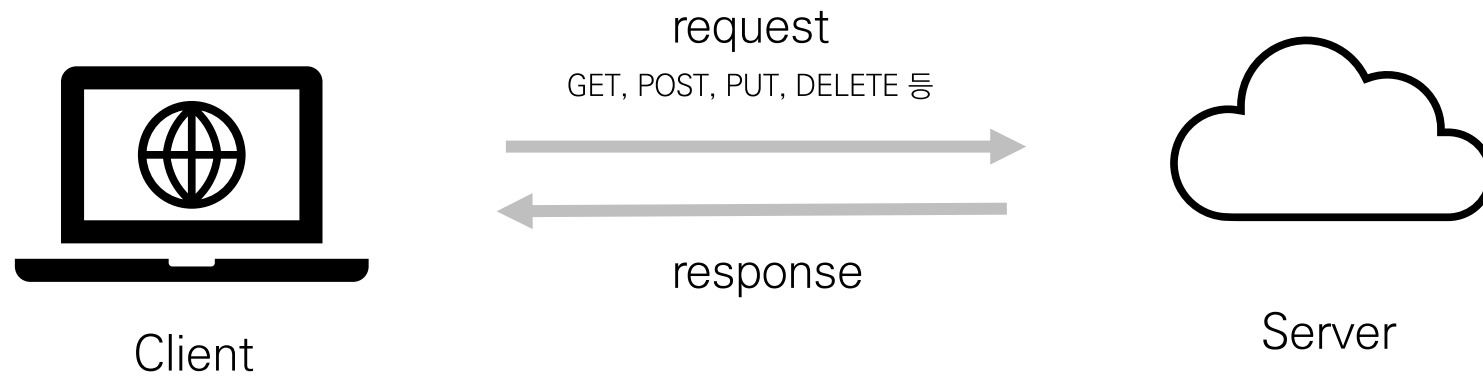 request
GET, POST, PUT, DELETE 등
response
Client
Server